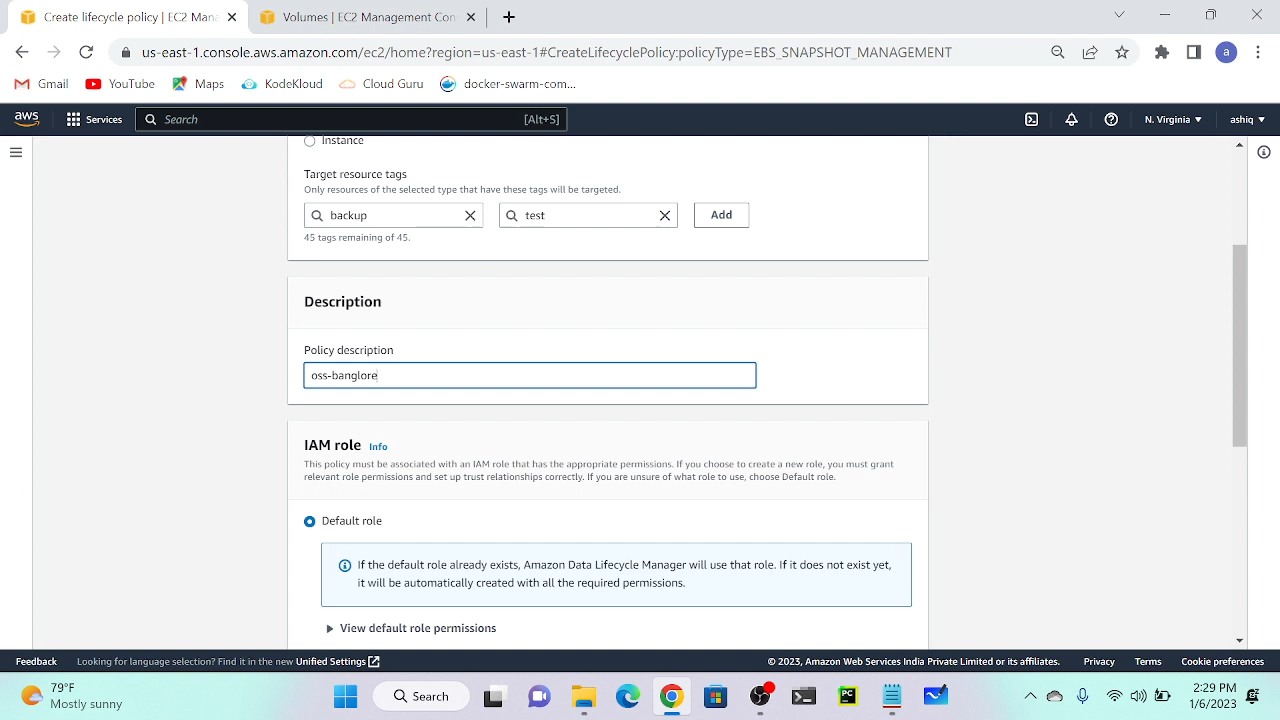 Create lifecycle policy | EC2 Mana
Volumes | EC2 Management Con
us-east-1.console.aws.amazon.com/ec2/home?region=us-east-1#CreateLifecyclePolicy:policyType=EBS_SNAPSHOT_MANAGEMENT
a
Gmail
YouTube
Maps
KodeKloud
Cloud Guru
docker-swarm-com...
aws
Services
Search
[Alt+S]
N. Virginia
ashiq
Instance
Target resource tags
Only resources of the selected type that have these tags will be targeted.
backup
test
Add
45 tags remaining of 45.
Description
Policy description
oss-banglore
IAM role Info
This policy must be associated with an IAM role that has the appropriate permissions. If you choose to create a new role, you must grant
relevant role permissions and set up trust relationships correctly. If you are unsure of what role to use, choose Default role.
Default role
If the default role already exists, Amazon Data Lifecycle Manager will use that role. If it does not exist yet,
it will be automatically created with all the required permissions.
View default role permissions
Feedback
Looking for language selection? Find it in the new Unified Settings
© 2023, Amazon Web Services India Private Limited or its affiliates.
Privacy
Terms
Cookie preferences
79°F
Mostly sunny
Search
PC
2:29 PM
1/6/2023